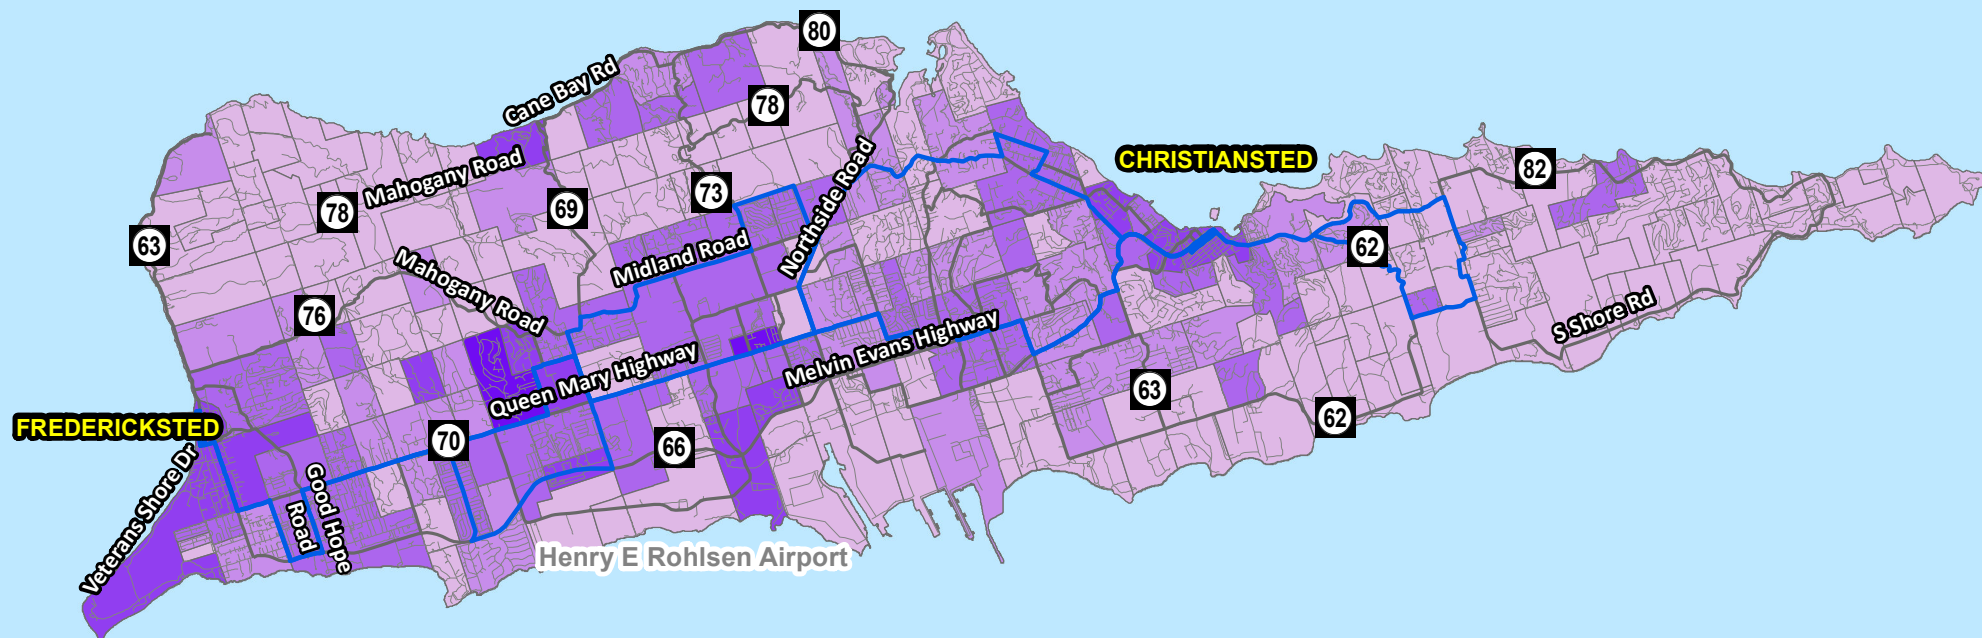 80
Cane Bay Rd
78
CHRISTIANSTED
82
Mahogany Road
73
78
69
Northside Road
63
Midland Road
62
Mahogany Road
76
S Shore Rd
Melvin Evans Highway
Queen Mary Highway
63
62
FREDERICKSTED
70
66
Veterans Shore Dr
Good Hope
Road
Henry E Rohlsen Airport